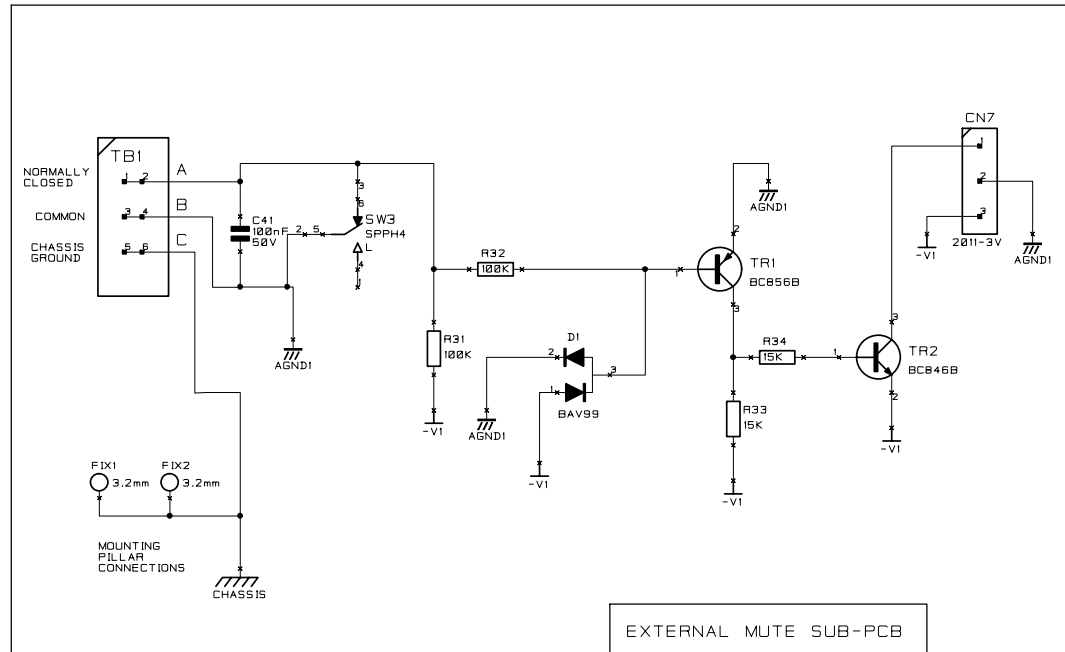 TB1
NORMALLY
CLOSED
1 2
A
COMMON
3 4
B
CHASSIS
GROUND
5 6
C
C41
100nF
50V
3
6
2 5
SW3
SPPH4
L
4
1
AGND1
R32
100K
R31
100K
-V1
D1
2
1
3
BAV99
AGND1
-V1
AGND1
2
1
TR1
BC856B
3
R34
15K
R33
15K
-V1
1
3
TR2
BC846B
2
-V1
CN7
1
2
3
2011-3V
-V1
AGND1
FIX1
3.2mm
FIX2
3.2mm
MOUNTING
PILLAR
CONNECTIONS
CHASSIS
EXTERNAL MUTE SUB-PCB